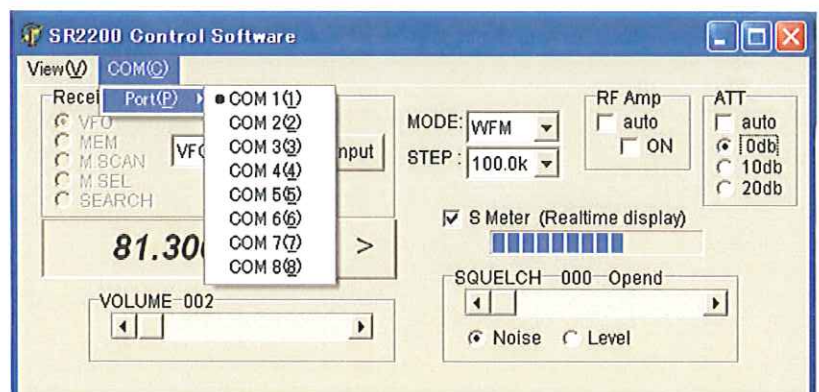 SR2200 Control Software
View(V) COM(C)
Port(P)
COM 1(1)
COM 2(2)
COM 3(3)
COM 4(4)
COM 5(5)
COM 6(6)
COM 7(7)
COM 8(8)
VFO
MEM
M.SCAN
M.SEL
SEARCH
MODE: WFM
STEP : 100.0k
RF Amp
auto
ON
ATT
auto
0db
10db
20db
81.30
>
S Meter (Realtime display)
VOLUME 002
SQUELCH 000 Opend
Noise Level